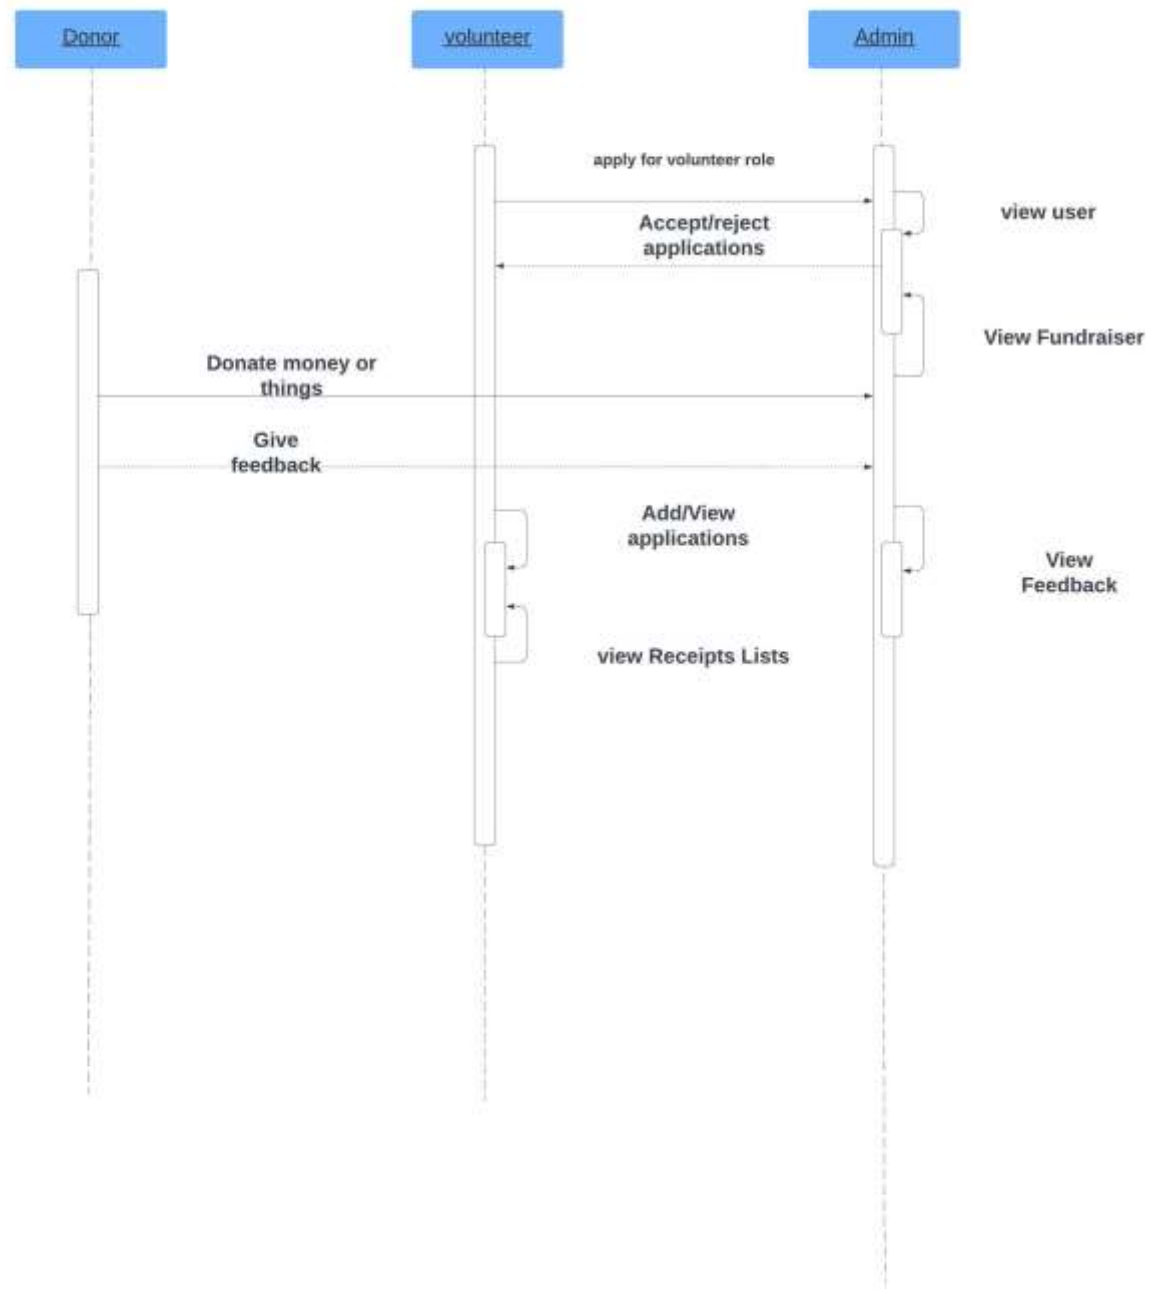 Donor
volunteer
Admin
apply for volunteer role
view user
Accept/reject
applications
View Fundraiser
Donate money or
things
Give
feedback
Add/View
applications
View
Feedback
view Receipts Lists